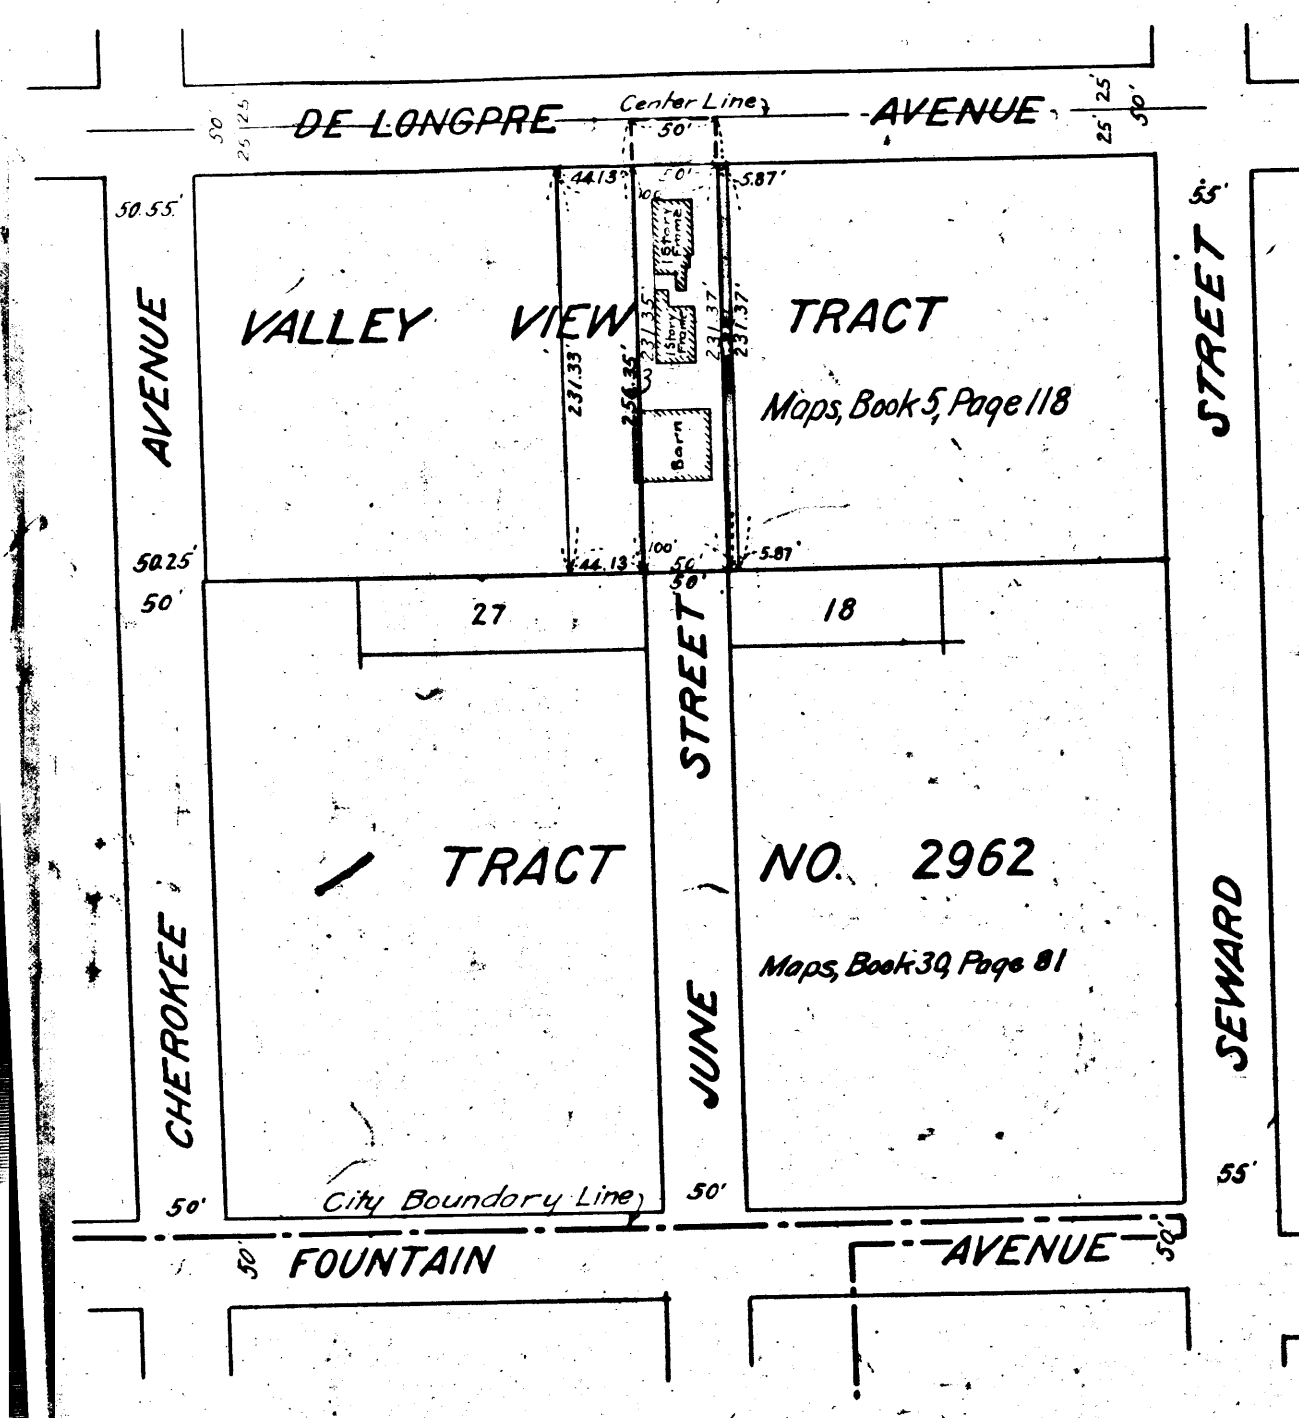 Center Line
50' 25' 25' DE LONGPRE 50' AVENUE 25' 25' 50'
44.13' 50' 5.87'
50.55' 100' 55'
1 Story Frame
VALLEY VIEW TRACT
231.33' 256.35' 231.35' 231.37' 231.37'
1 Story Frame
3
Maps, Book 5, Page 118
Barn
AVENUE
STREET
50.25' 44.13' 100' 50' 5.87'
50' 50'
27 18
STREET
TRACT NO. 2962
Maps, Book 30, Page 81
CHEROKEE
JUNE
SEWARD
50' City Boundary Line 50' 55'
50' FOUNTAIN AVENUE 50'